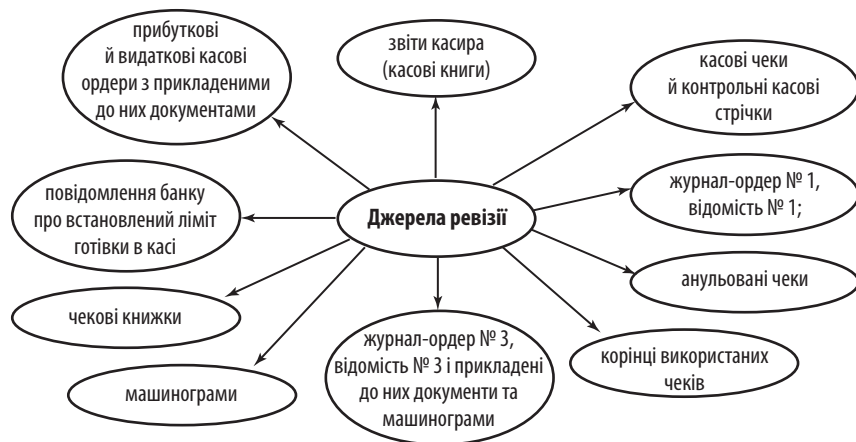 прибуткові
й видаткові касові
ордери з прикладеними
до них документами
звіти касира
(касові книги)
касові чеки
й контрольні касові
стрічки
повідомлення банку
про встановлений ліміт
готівки в касі
Джерела ревізії
журнал-ордер № 1,
відомість № 1;
чекові книжки
анульовані чеки
машинограми
журнал-ордер № 3,
відомість № 3 і прикладені
до них документи та
машинограми
корінці використаних
чеків